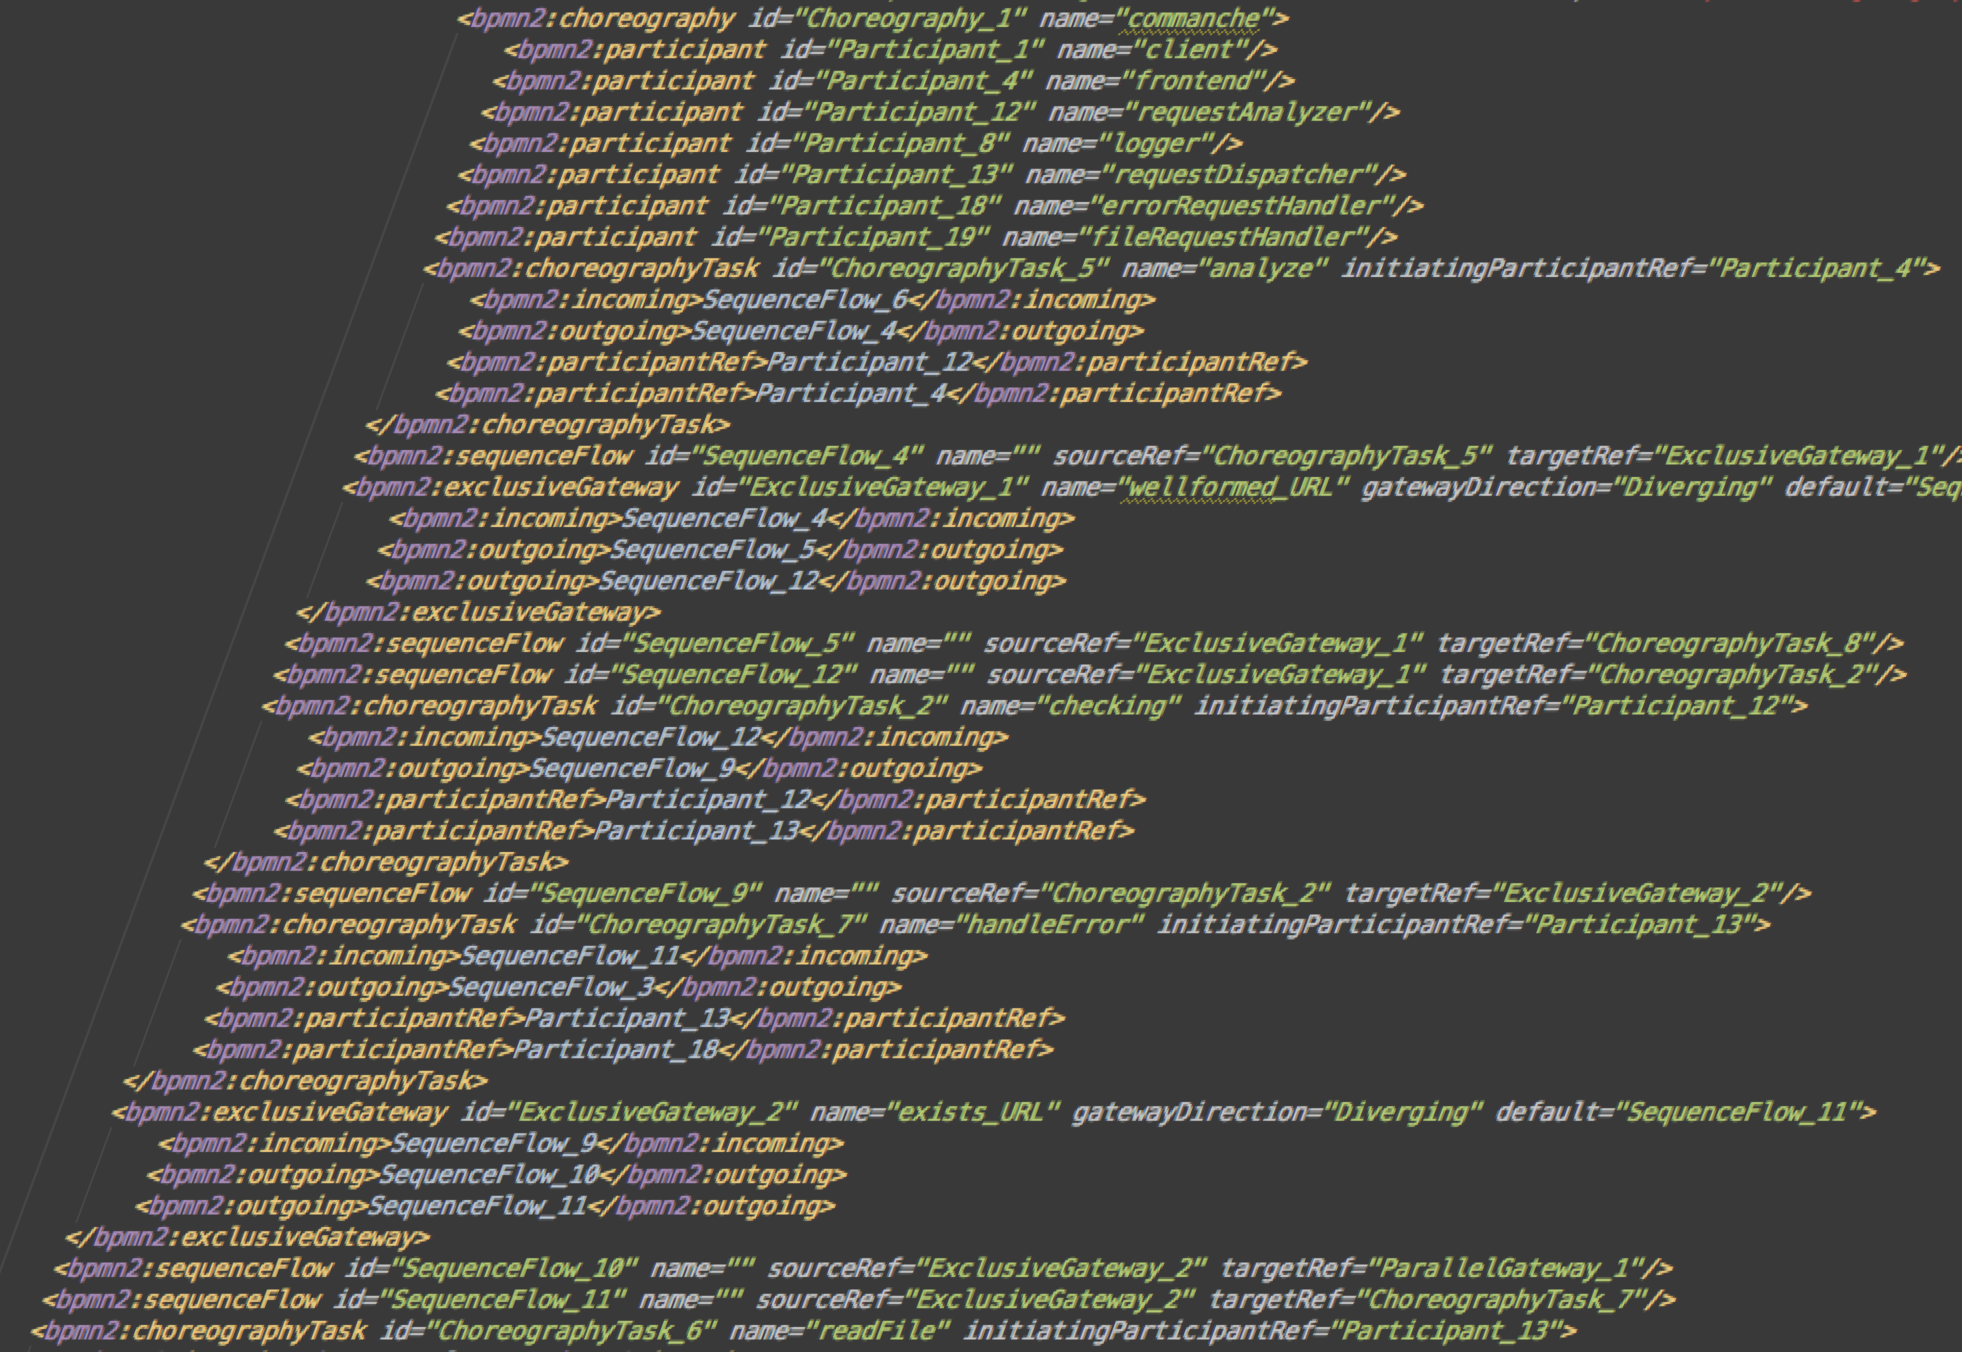 <bpmn2:choreography id="Choreography_1" name="commanche">
<bpmn2:participant id="Participant_1" name="client"/>
<bpmn2:participant id="Participant_4" name="frontend"/>
<bpmn2:participant id="Participant_12" name="requestAnalyzer"/>
<bpmn2:participant id="Participant_8" name="logger"/>
<bpmn2:participant id="Participant_13" name="requestDispatcher"/>
<bpmn2:participant id="Participant_18" name="errorRequestHandler"/>
<bpmn2:participant id="Participant_19" name="fileRequestHandler"/>
<bpmn2:choreographyTask id="ChoreographyTask_5" name="analyze" initiatingParticipantRef="Participant_4">
<bpmn2:incoming>SequenceFlow_6</bpmn2:incoming>
<bpmn2:outgoing>SequenceFlow_4</bpmn2:outgoing>
<bpmn2:participantRef>Participant_12</bpmn2:participantRef>
<bpmn2:participantRef>Participant_4</bpmn2:participantRef>
</bpmn2:choreographyTask>
<bpmn2:sequenceFlow id="SequenceFlow_4" name="" sourceRef="ChoreographyTask_5" targetRef="ExclusiveGateway_1"/>
<bpmn2:exclusiveGateway id="ExclusiveGateway_1" name="wellformed_URL" gatewayDirection="Diverging" default="Seq
<bpmn2:incoming>SequenceFlow_4</bpmn2:incoming>
<bpmn2:outgoing>SequenceFlow_5</bpmn2:outgoing>
<bpmn2:outgoing>SequenceFlow_12</bpmn2:outgoing>
</bpmn2:exclusiveGateway>
<bpmn2:sequenceFlow id="SequenceFlow_5" name="" sourceRef="ExclusiveGateway_1" targetRef="ChoreographyTask_8"/>
<bpmn2:sequenceFlow id="SequenceFlow_12" name="" sourceRef="ExclusiveGateway_1" targetRef="ChoreographyTask_2"/>
<bpmn2:choreographyTask id="ChoreographyTask_2" name="checking" initiatingParticipantRef="Participant_12">
<bpmn2:incoming>SequenceFlow_12</bpmn2:incoming>
<bpmn2:outgoing>SequenceFlow_9</bpmn2:outgoing>
<bpmn2:participantRef>Participant_12</bpmn2:participantRef>
<bpmn2:participantRef>Participant_13</bpmn2:participantRef>
</bpmn2:choreographyTask>
<bpmn2:sequenceFlow id="SequenceFlow_9" name="" sourceRef="ChoreographyTask_2" targetRef="ExclusiveGateway_2"/>
<bpmn2:choreographyTask id="ChoreographyTask_7" name="handleError" initiatingParticipantRef="Participant_13">
<bpmn2:incoming>SequenceFlow_11</bpmn2:incoming>
<bpmn2:outgoing>SequenceFlow_3</bpmn2:outgoing>
<bpmn2:participantRef>Participant_13</bpmn2:participantRef>
<bpmn2:participantRef>Participant_18</bpmn2:participantRef>
</bpmn2:choreographyTask>
<bpmn2:exclusiveGateway id="ExclusiveGateway_2" name="exists_URL" gatewayDirection="Diverging" default="SequenceFlow_11">
<bpmn2:incoming>SequenceFlow_9</bpmn2:incoming>
<bpmn2:outgoing>SequenceFlow_10</bpmn2:outgoing>
<bpmn2:outgoing>SequenceFlow_11</bpmn2:outgoing>
</bpmn2:exclusiveGateway>
<bpmn2:sequenceFlow id="SequenceFlow_10" name="" sourceRef="ExclusiveGateway_2" targetRef="ParallelGateway_1"/>
<bpmn2:sequenceFlow id="SequenceFlow_11" name="" sourceRef="ExclusiveGateway_2" targetRef="ChoreographyTask_7"/>
<bpmn2:choreographyTask id="ChoreographyTask_6" name="readFile" initiatingParticipantRef="Participant_13">